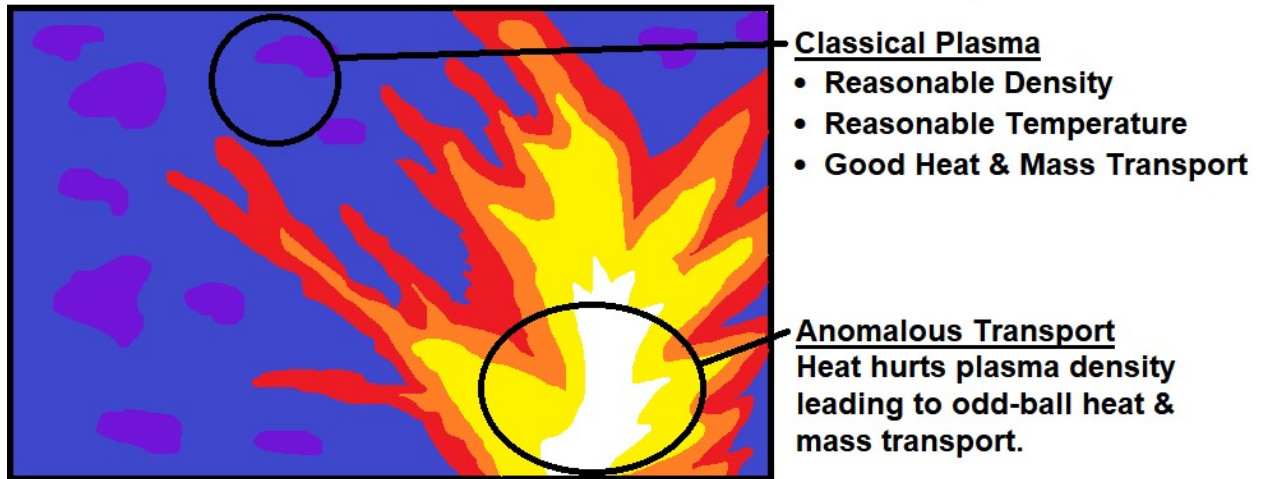 Classical Plasma
• Reasonable Density
• Reasonable Temperature
• Good Heat & Mass Transport
Anomalous Transport
Heat hurts plasma density
leading to odd-ball heat &
mass transport.